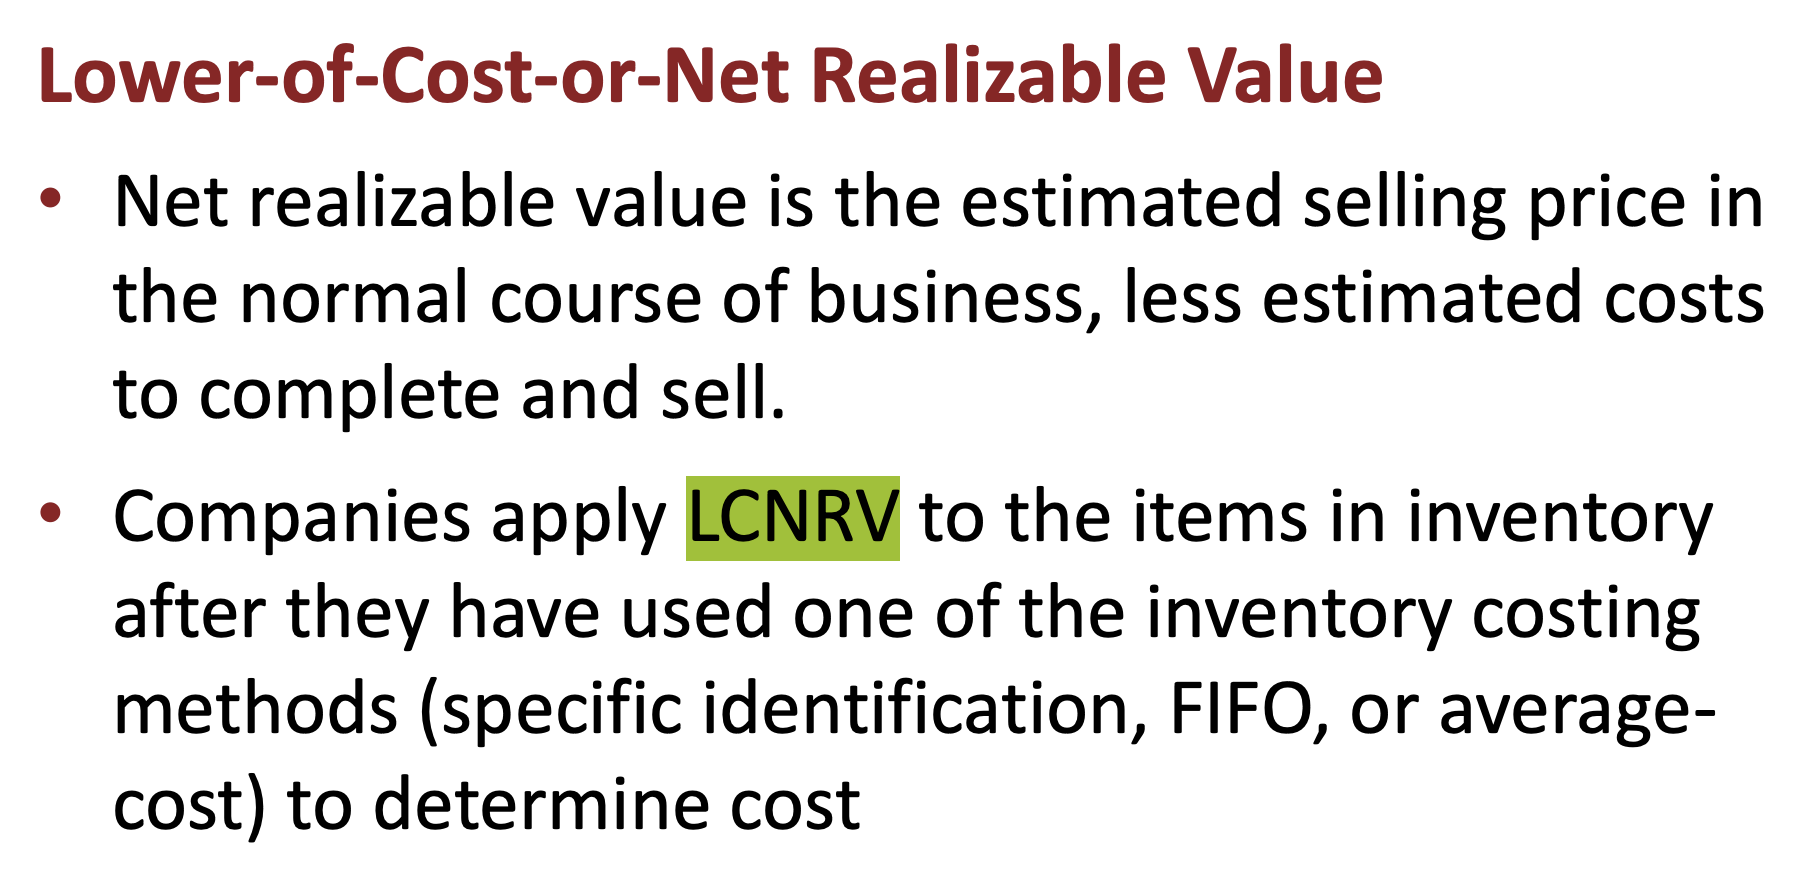 Lower-of-Cost-or-Net Realizable Value
• Net realizable value is the estimated selling price in
the normal course of business, less estimated costs
to complete and sell.
• Companies apply LCNRV to the items in inventory
after they have used one of the inventory costing
methods (specific identification, FIFO, or average-
cost) to determine cost